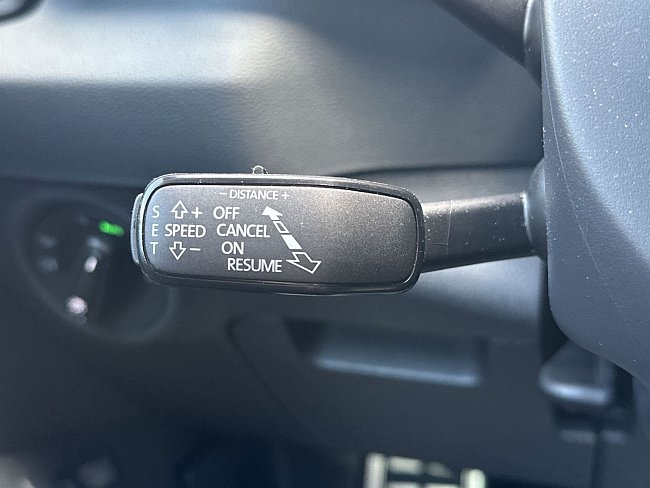 − DISTANCE +
S + OFF
E SPEED CANCEL
T − ON
RESUME